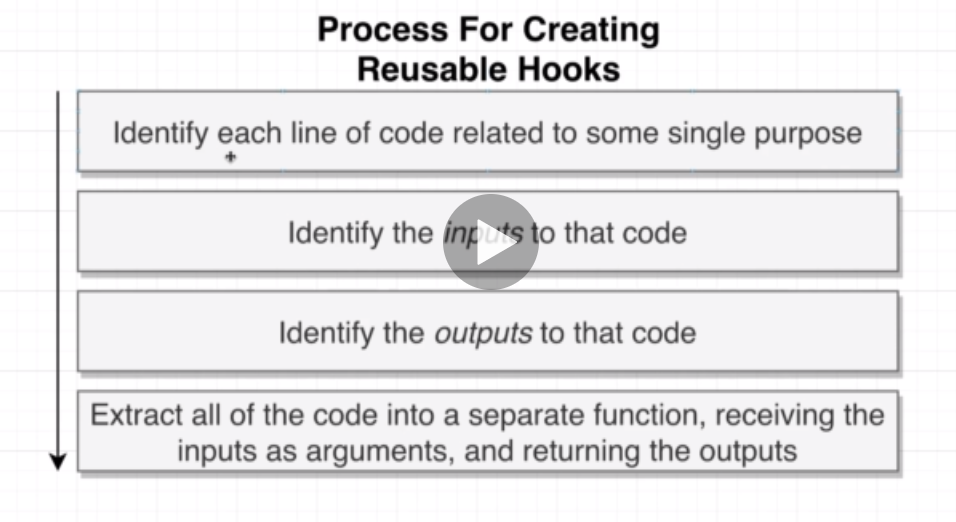 Process For Creating
Reusable Hooks
Identify each line of code related to some single purpose
Identify the inputs to that code
Identify the outputs to that code
Extract all of the code into a separate function, receiving the
inputs as arguments, and returning the outputs